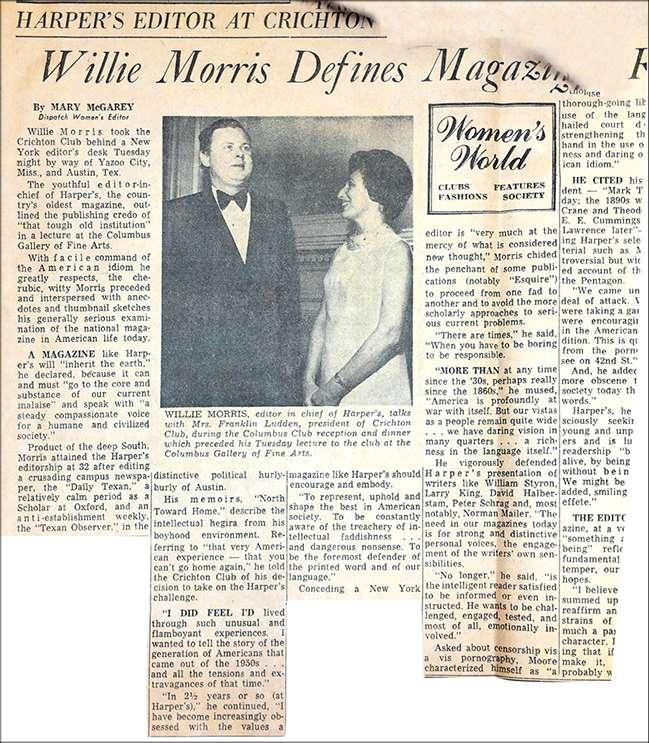 HARPER'S EDITOR AT CRICHTON
Willie Morris Defines Magazin
By MARY McGAREY
Dispatch Women's Editor
Willie Morris took the
Crichton Club behind a New
York editor's desk Tuesday
night by way of Yazoo City,
Miss., and Austin, Tex.
The youthful editor-in-
chief of Harper's, the coun-
try's oldest magazine, out-
lined the publishing credo of
"that tough old institution"
in a lecture at the Columbus
Gallery of Fine Arts.
With facile command of
the American idiom he
greatly respects, the che-
rubic, witty Morris preceded
and interspersed with anec-
dotes and thumbnail sketches
his generally serious exami-
nation of the national maga-
zine in American life today.
A MAGAZINE like Harp-
er's will "inherit the earth,"
he declared, because it can
and must "go to the core and
substance of our current
malaise" and speak with "a
steady compassionate voice
for a humane and civilized
society."
Product of the deep South,
Morris attained the Harper's
editorship at 32 after editing
a crusading campus newspa-
per, the "Daily Texan," a
relatively calm period as a
Scholar at Oxford, and an
anti-establishment weekly,
the "Texan Observer," in the
WILLIE MORRIS, editor in chief of Harper's, talks
with Mrs. Franklin Ludden, president of Crichton
Club, during the Columbus Club reception and dinner
which preceded his Tuesday lecture to the club at the
Columbus Gallery of Fine Arts.
distinctive political hurly-
burly of Austin.
His memoirs, "North
Toward Home," describe the
intellectual hegira from his
boyhood environment. Re-
ferring to "that very Ameri-
can experience — that you
can't go home again," he told
the Crichton Club of his de-
cision to take on the Harper's
challenge.
"I DID FEEL I'D lived
through such unusual and
flamboyant experiences. I
wanted to tell the story of the
generation of Americans that
came out of the 1950s . . .
and all the tensions and ex-
travagances of that time."
"In 2½ years or so (at
Harper's)," he continued, "I
have become increasingly ob-
sessed with the values a
magazine like Harper's should
encourage and embody.
"To represent, uphold and
shape the best in American
society. To be constantly
aware of the treachery of in-
tellectual faddishness . . .
and dangerous nonsense. To
be the foremost defender of
the printed word and of our
language."
Conceding a New York
Women's
World
CLUBS FEATURES
FASHIONS SOCIETY
editor is "very much at the
mercy of what is considered
new thought," Morris chided
the penchant of some publi-
cations (notably "Esquire")
to proceed from one fad to
another and to avoid the more
scholarly approaches to seri-
ous current problems.
"There are times," he said,
"When you have to be boring
to be responsible.
"MORE THAN at any time
since the '30s, perhaps really
since the 1860s," he mused,
"America is profoundly at
war with itself. But our vistas
as people remain quite wide
. . . we have daring vision in
many quarters . . . a rich-
ness in the language itself."
He vigorously defended
Harper's presentation of
writers like William Styron,
Larry King, David Halber-
stam, Peter Schrag and, most
notably, Norman Mailer. "The
need in our magazines today
is for strong and distinctive
personal voices, the engage-
ment of the writers' own sen-
sibilities.
"No longer," he said, "is
the intelligent reader satisfied
to be informed or even in-
structed. He wants to be chal-
lenged, engaged, tested, and
most of all, emotionally in-
volved."
Asked about censorship vis
a vis pornography, Moore
characterized himself as "a
thorough-going lib
use of the lang
hailed court d
strengthening th
hand in the use o
ness and daring o
ican idiom."
HE CITED his
dent — "Mark T
day; the 1890s w
Crane and Theod
E. E. Cummings
Lawrence later"-
ing Harper's sele
terial such as M
troversial but wid
ed account of th
the Pentagon.
"We came un
deal of attack. V
were taking a ga
were encouragin
in the American
dition. This is q
from the porn
see on 42nd St."
And, he added
more obscene t
society today th
words."
Harper's, he
sciously seekin
young and unp
ers and is lu
readership "b
alive, by being
without bein
We might be
added, smiling
effete."
THE EDITO
azine, at a ve
"something a
being" refle
fundamental
temper, our
hopes.
"I believe
summed up
reaffirm an
strains of
much a pa
character. I
ing that if
make it,
probably w